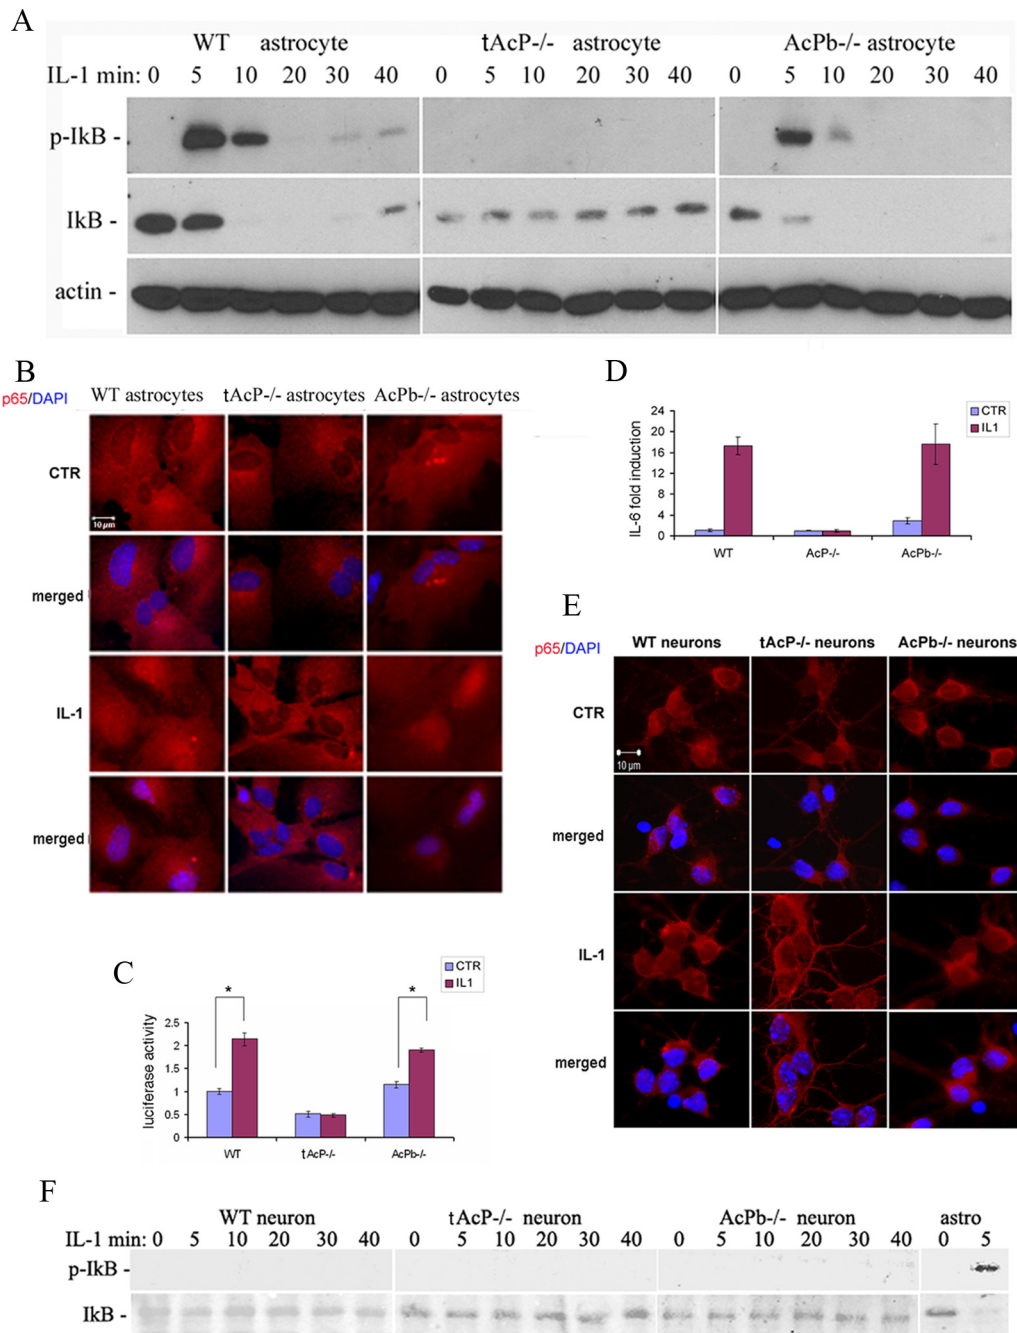 A
WT astrocyte tAcP-/- astrocyte AcPb-/- astrocyte
IL-1 min: 0 5 10 20 30 40 0 5 10 20 30 40 0 5 10 20 30 40
p-IkB -
IkB -
actin -
B
p65/DAPI
WT astrocytes tAcP-/- astrocytes AcPb-/- astrocytes
CTR
10 µm
merged
IL-1
merged
C
CTR
IL1
* *
luciferase activity
2.5
2
1.5
1
0.5
0
WT tAcP-/- AcPb-/-
D
CTR
IL1
IL-6 fold induction
24
20
16
12
8
4
0
WT AcP-/- AcPb-/-
E
p65/DAPI
WT neurons tAcP-/- neurons AcPb-/- neurons
CTR
10 µm
merged
IL-1
merged
F
WT neuron tAcP-/- neuron AcPb-/- neuron astro
IL-1 min: 0 5 10 20 30 40 0 5 10 20 30 40 0 5 10 20 30 40 0 5
p-IkB -
IkB -